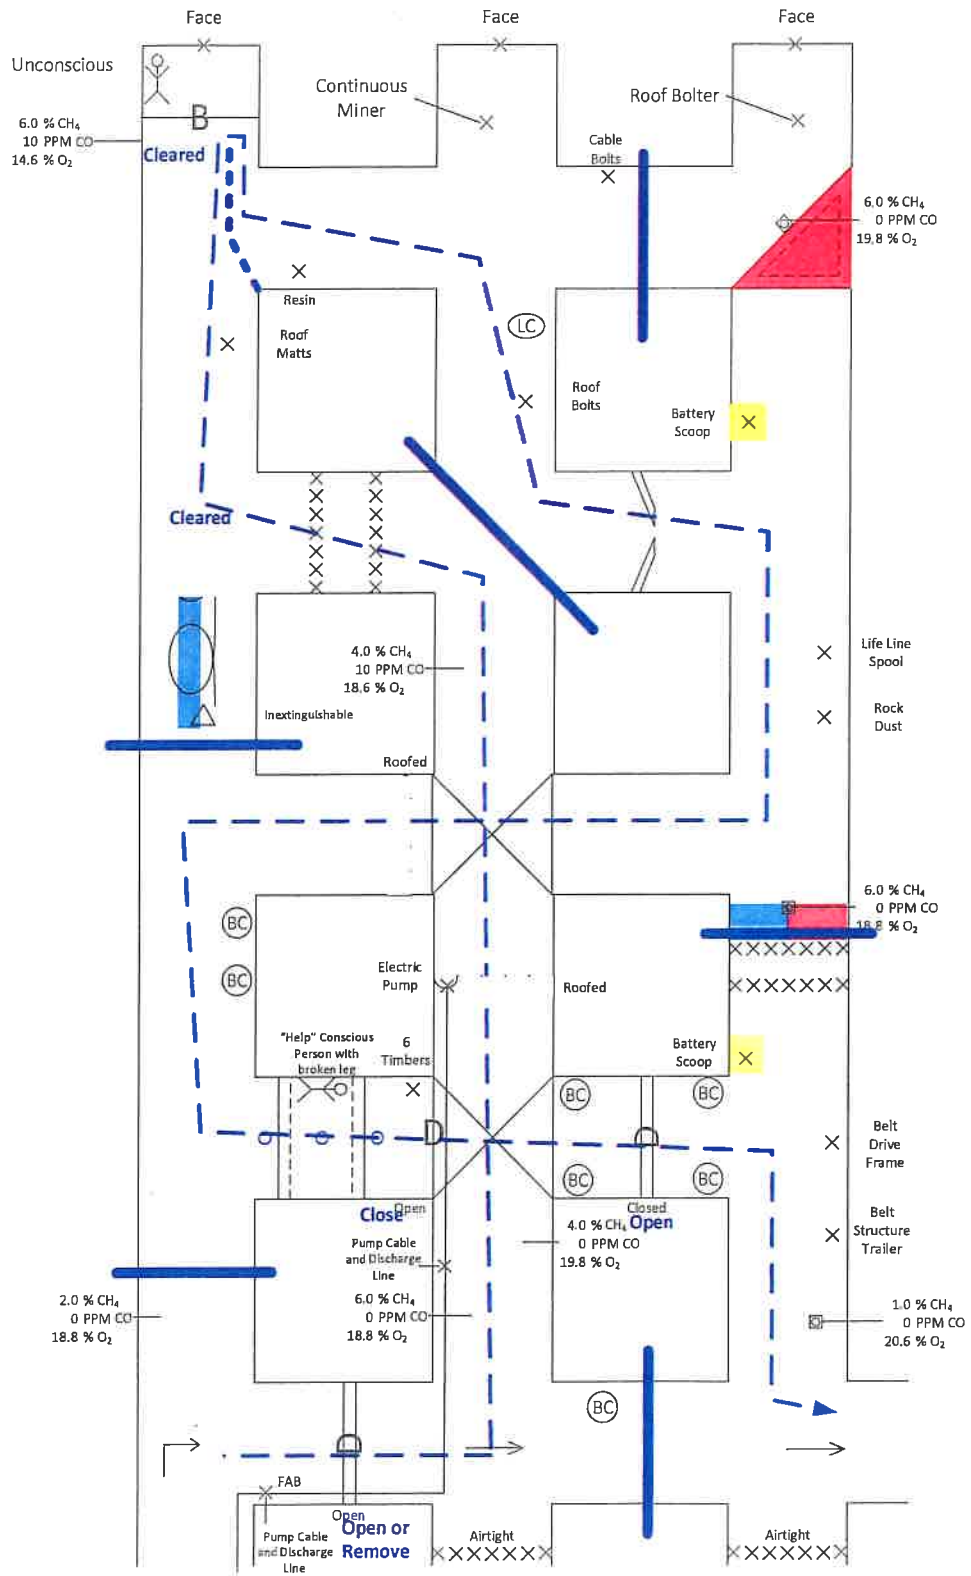 Face
Face
Face
Unconscious
Continuous
Miner
Roof Bolter
B
6.0 % CH₄
10 PPM CO
14.6 % O₂
Cleared
Cable
Bolts
6.0 % CH₄
0 PPM CO
19.8 % O₂
Resin
Roof
Matts
LC
Roof
Bolts
Battery
Scoop
Cleared
4.0 % CH₄
10 PPM CO
18.6 % O₂
Inextinguishable
Roofed
Life Line
Spool
Rock
Dust
6.0 % CH₄
0 PPM CO
18.8 % O₂
BC
BC
Electric
Pump
Roofed
"Help" Conscious
Person with
broken leg
6
Timbers
Battery
Scoop
BC
BC
D
BC
BC
Belt
Drive
Frame
Open
Close
Closed
Open
4.0 % CH₄
0 PPM CO
19.8 % O₂
Belt
Structure
Trailer
Pump Cable
and Discharge
Line
2.0 % CH₄
0 PPM CO
18.8 % O₂
6.0 % CH₄
0 PPM CO
18.8 % O₂
1.0 % CH₄
0 PPM CO
20.6 % O₂
BC
FAB
Open
Open or
Remove
Pump Cable
and Discharge
Line
Airtight
Airtight